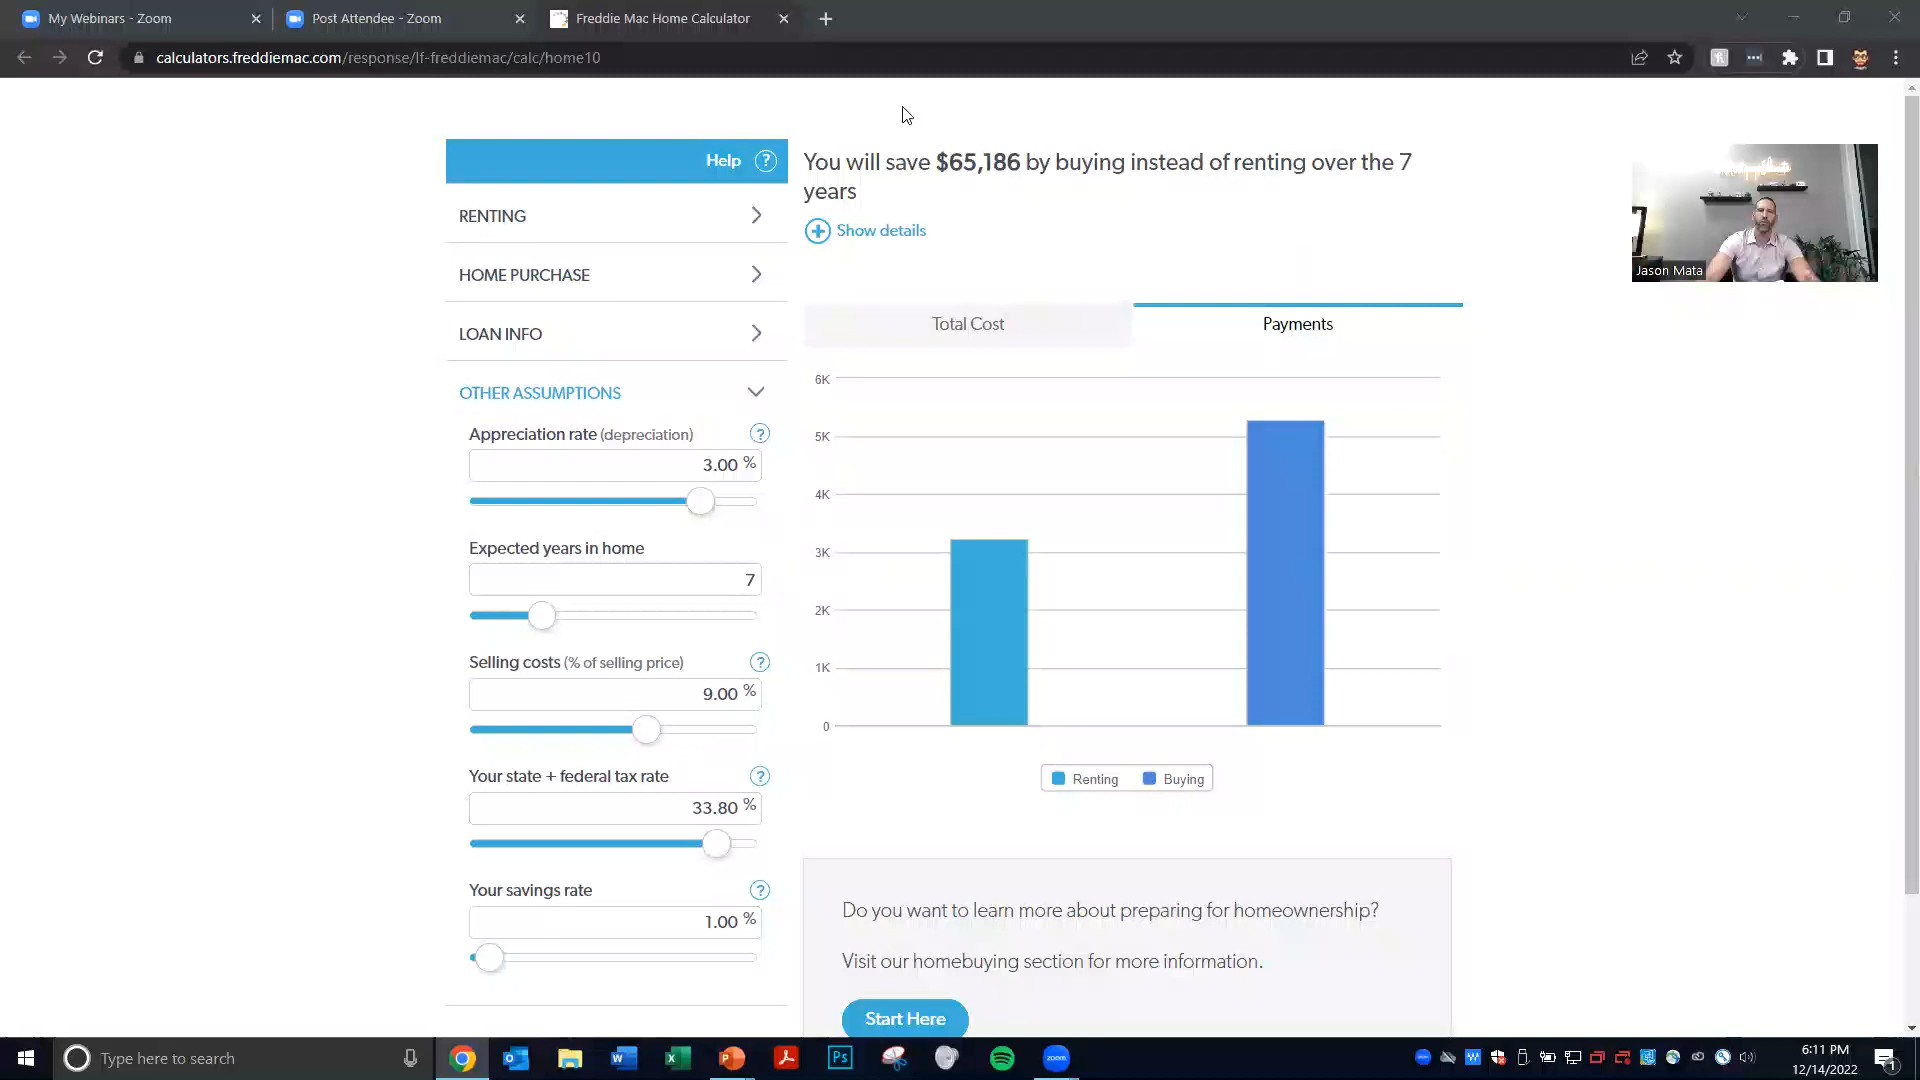 My Webinars - Zoom
Post Attendee - Zoom
Freddie Mac Home Calculator
calculators.freddiemac.com/response/lf-freddiemac/calc/home10
Help ?
RENTING
HOME PURCHASE
LOAN INFO
OTHER ASSUMPTIONS
Appreciation rate (depreciation) ?
3.00 %
Expected years in home
7
Selling costs (% of selling price) ?
9.00 %
Your state + federal tax rate ?
33.80 %
Your savings rate ?
1.00 %
You will save $65,186 by buying instead of renting over the 7
years
Show details
Total Cost
Payments
6K
5K
4K
3K
2K
1K
0
Renting
Buying
Do you want to learn more about preparing for homeownership?
Visit our homebuying section for more information.
Start Here
Jason Mata
Type here to search
Ps
zoom
6:11 PM
12/14/2022
1